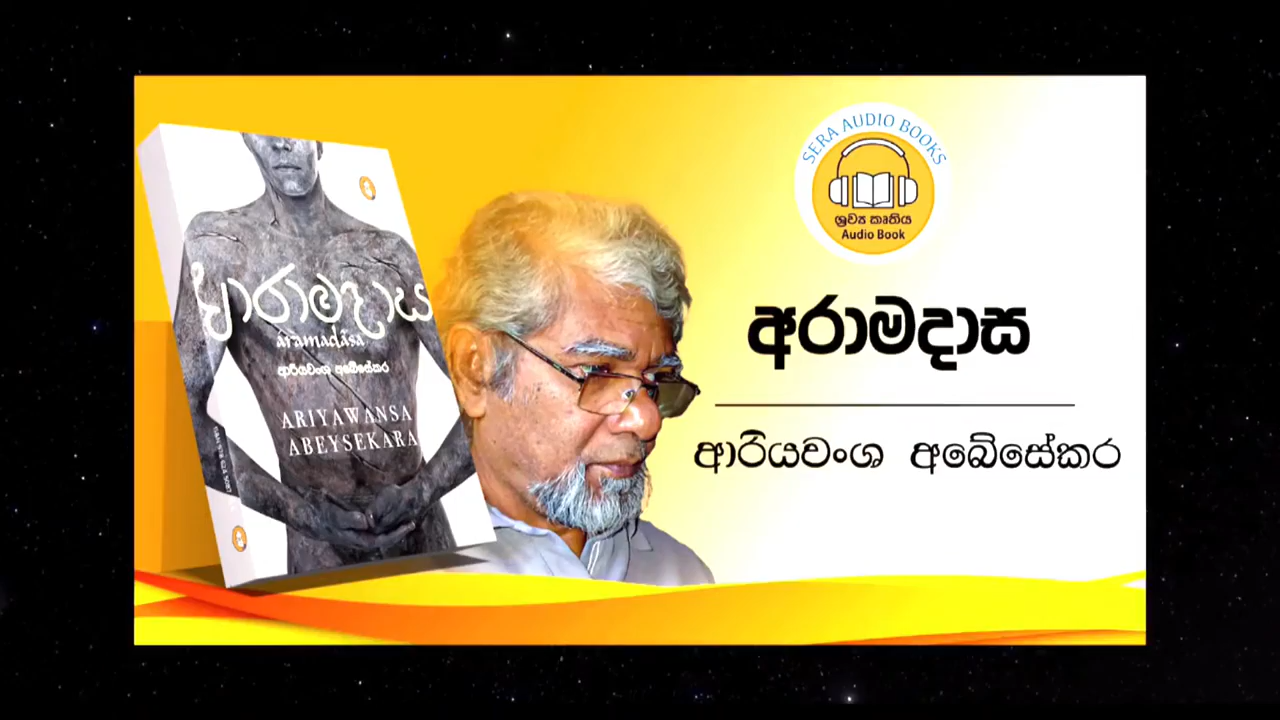 අරාමදාස
aramadasa
ආරියවංශ අබේසේකර
ARIYAWANSA
ABEYSEKARA
SERA AUDIO BOOKS
ශ්‍රව්‍ය කෘතිය
Audio Book
අරාමදාස
ආරියවංශ අබේසේකර